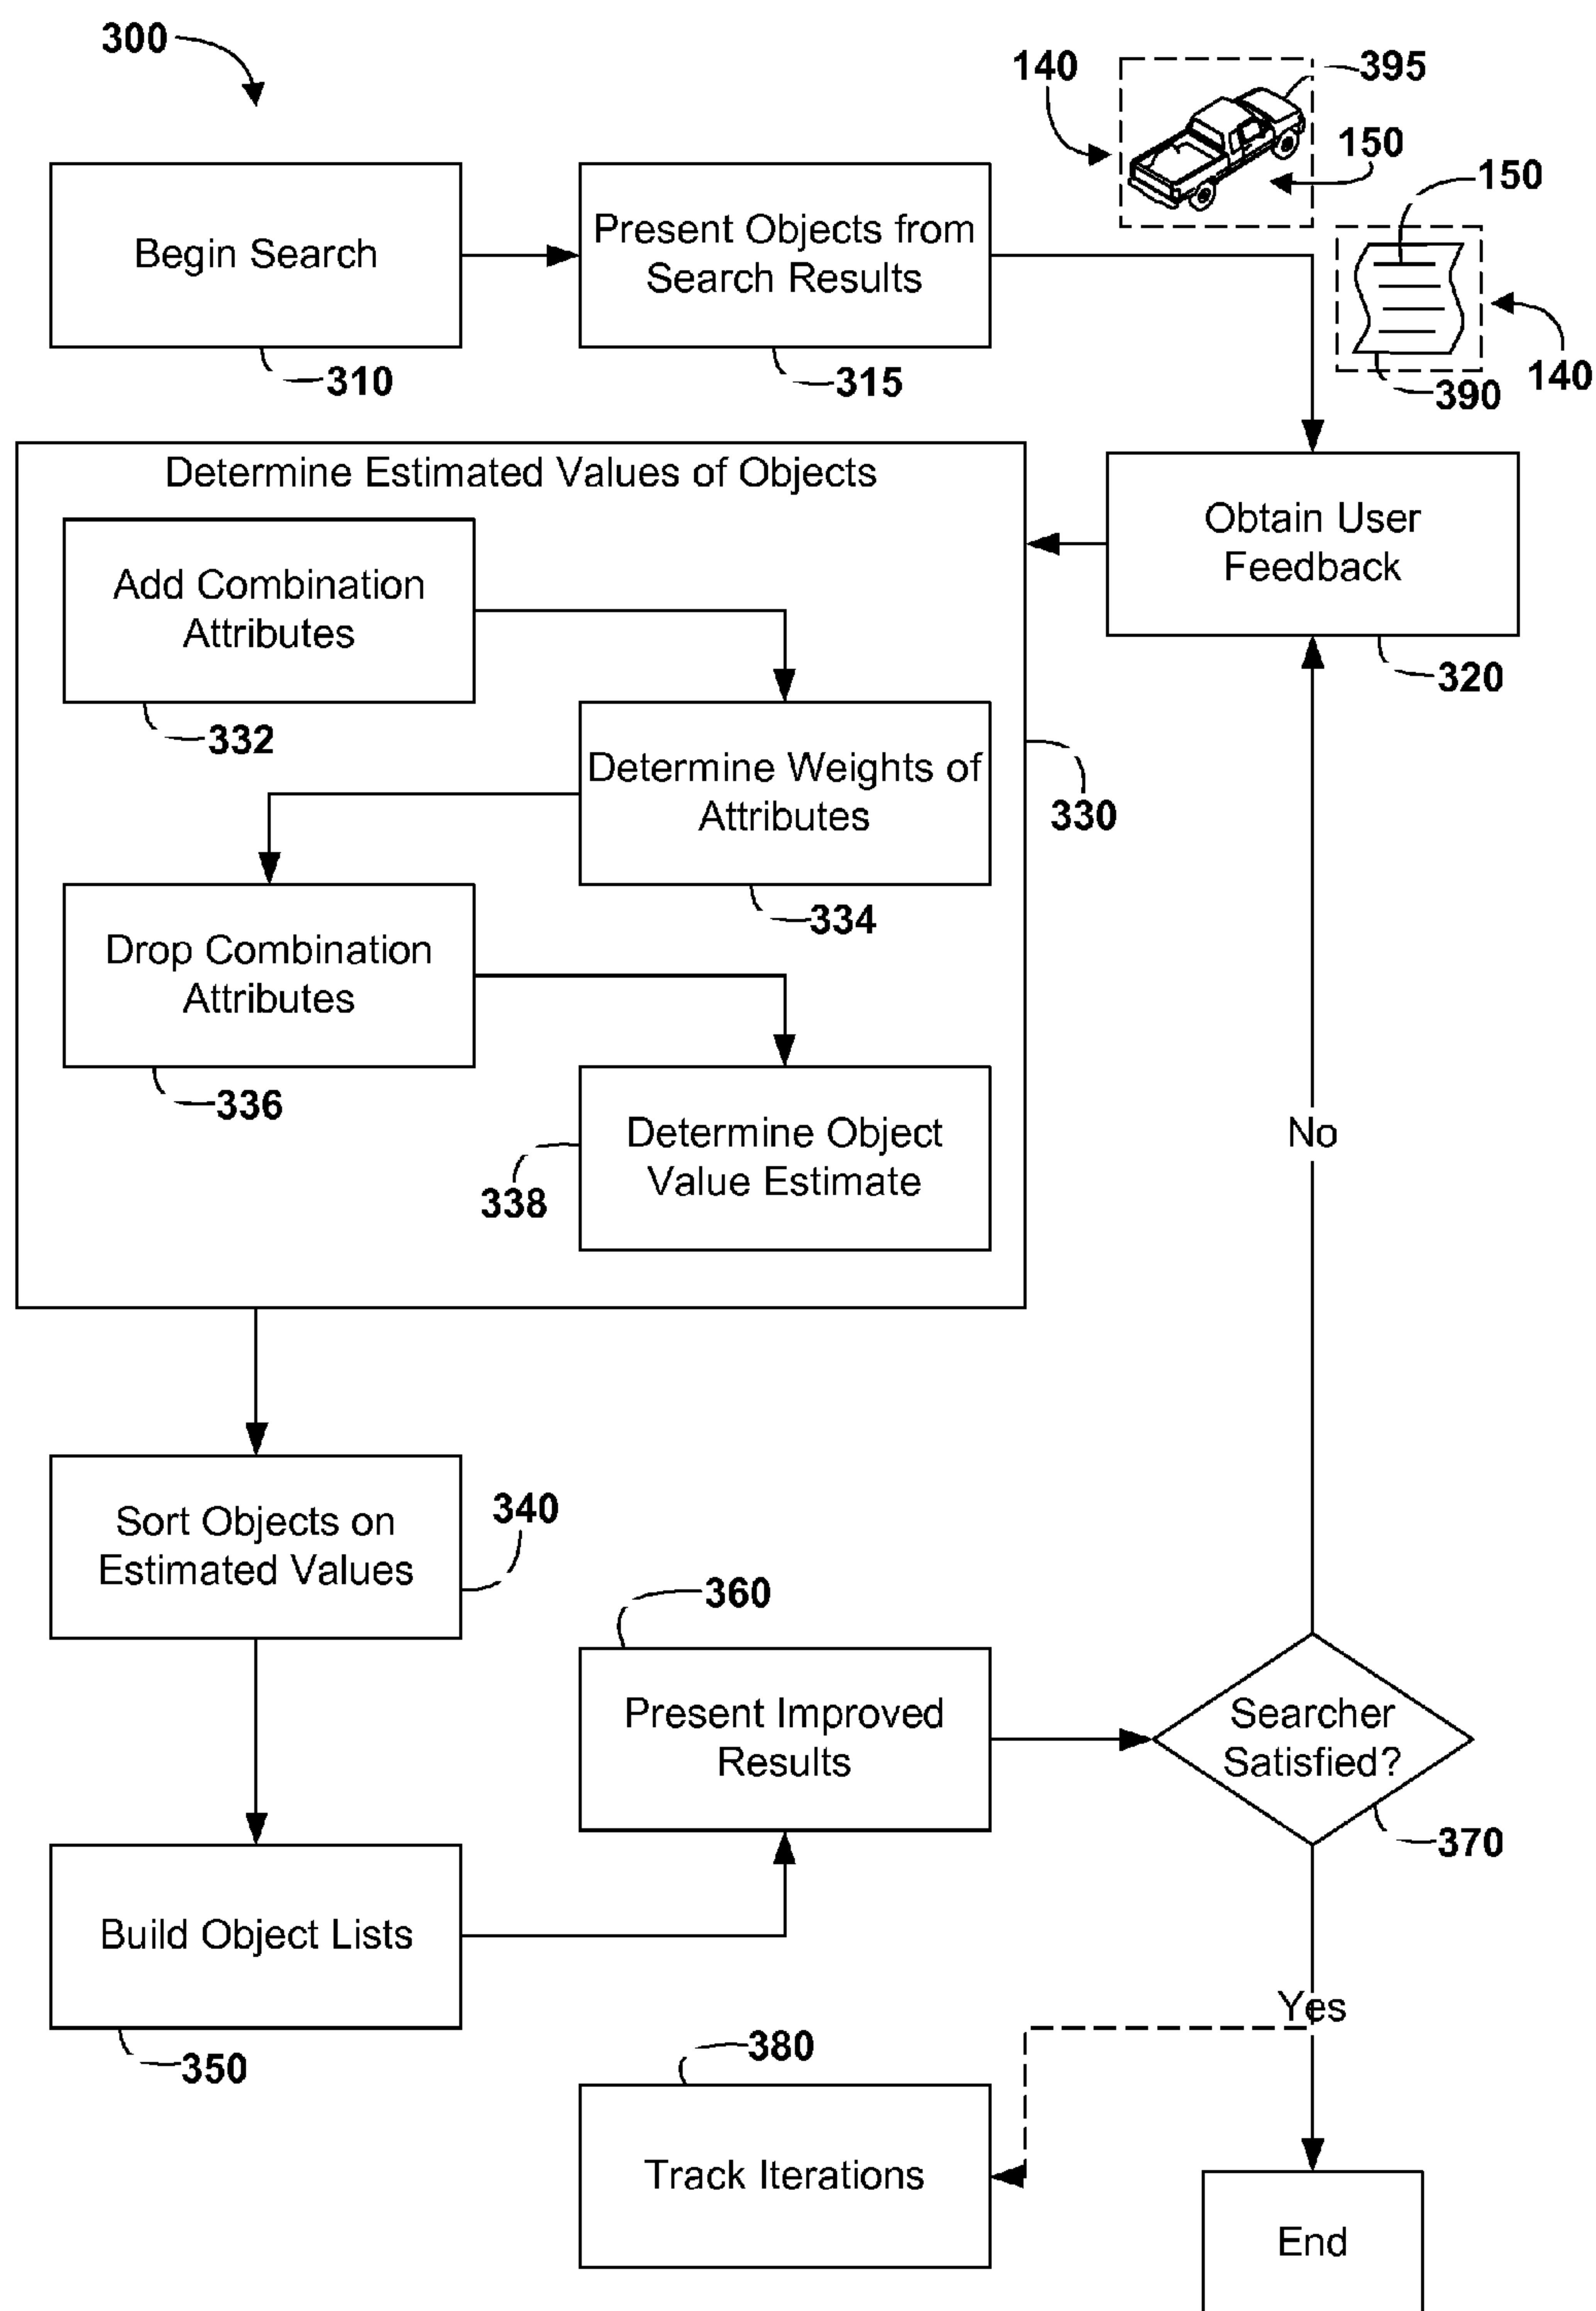 300
140
395
150
150
Begin Search
Present Objects from
Search Results
310
315
390
140
Determine Estimated Values of Objects
Add Combination
Attributes
Obtain User
Feedback
320
332
Determine Weights of
Attributes
330
334
Drop Combination
Attributes
336
Determine Object
Value Estimate
338
No
Sort Objects on
Estimated Values
340
360
Present Improved
Results
Searcher
Satisfied?
370
Build Object Lists
350
Yes
380
Track Iterations
End